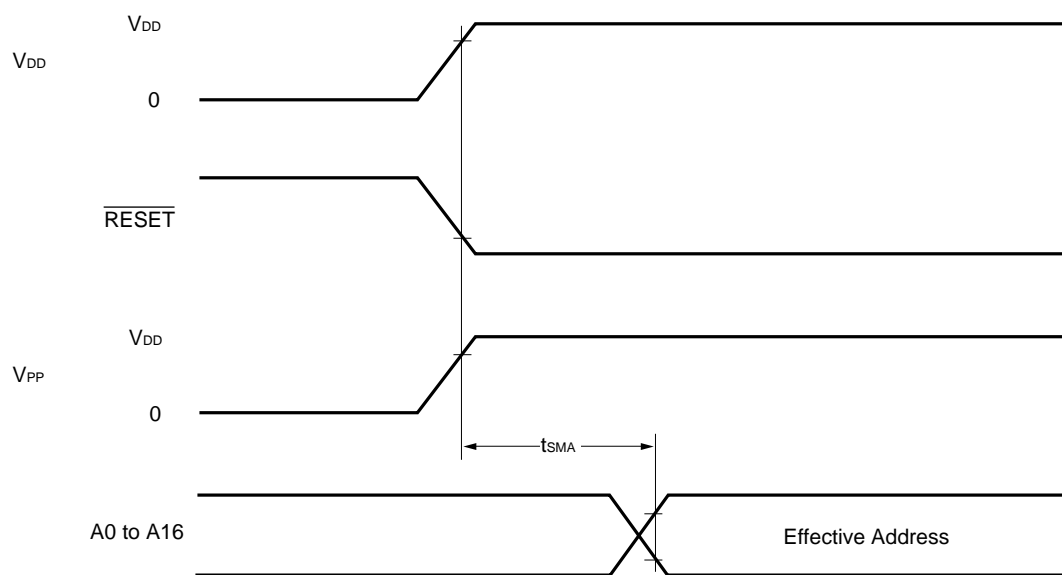 VDD
VDD
0
RESET
VDD
VPP
0
tSMA
A0 to A16
Effective Address